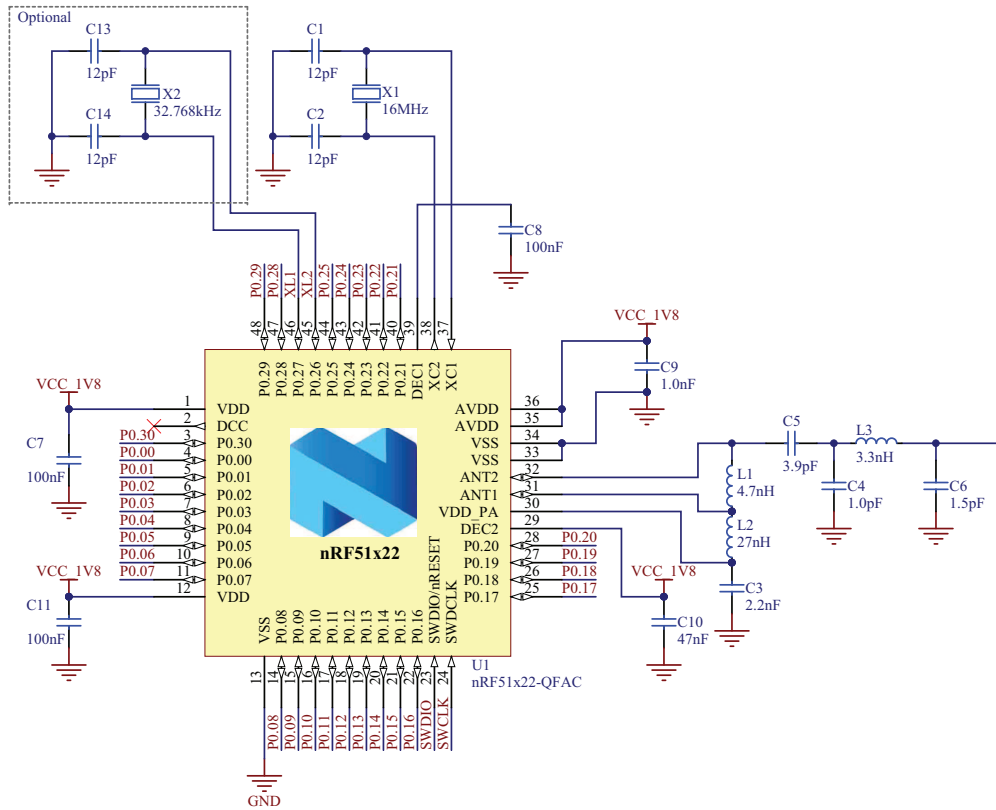 Optional
C13
12pF
X2
32.768kHz
C14
12pF
C1
12pF
X1
16MHz
C2
12pF
C8
100nF
P0.29
P0.28
XL1
XL2
P0.25
P0.24
P0.23
P0.22
P0.21
48
47
46
45
44
43
42
41
40
39
38
37
P0.29
P0.28
P0.27
P0.26
P0.25
P0.24
P0.23
P0.22
P0.21
DEC1
XC2
XC1
VCC_1V8
C7
100nF
1 VDD
2 DCC
P0.30 3 P0.30
P0.00 4 P0.00
P0.01 5 P0.01
P0.02 6 P0.02
P0.03 7 P0.03
P0.04 8 P0.04
P0.05 9 P0.05
P0.06 10 P0.06
P0.07 11 P0.07
12 VDD
VCC_1V8
C11
100nF
nRF51x22
AVDD 36
AVDD 35
VSS 34
VSS 33
ANT2 32
ANT1 31
VDD_PA 30
DEC2 29
P0.20 28 P0.20
P0.19 27 P0.19
P0.18 26 P0.18
P0.17 25 P0.17
VCC_1V8
C9
1.0nF
C5
3.9pF
L3
3.3nH
L1
4.7nH
C4
1.0pF
C6
1.5pF
L2
27nH
C3
2.2nF
VCC_1V8
C10
47nF
VSS
P0.08
P0.09
P0.10
P0.11
P0.12
P0.13
P0.14
P0.15
P0.16
SWDIO/nRESET
SWDCLK
U1
nRF51x22-QFAC
13
14
15
16
17
18
19
20
21
22
23
24
P0.08
P0.09
P0.10
P0.11
P0.12
P0.13
P0.14
P0.15
P0.16
SWDIO
SWCLK
GND